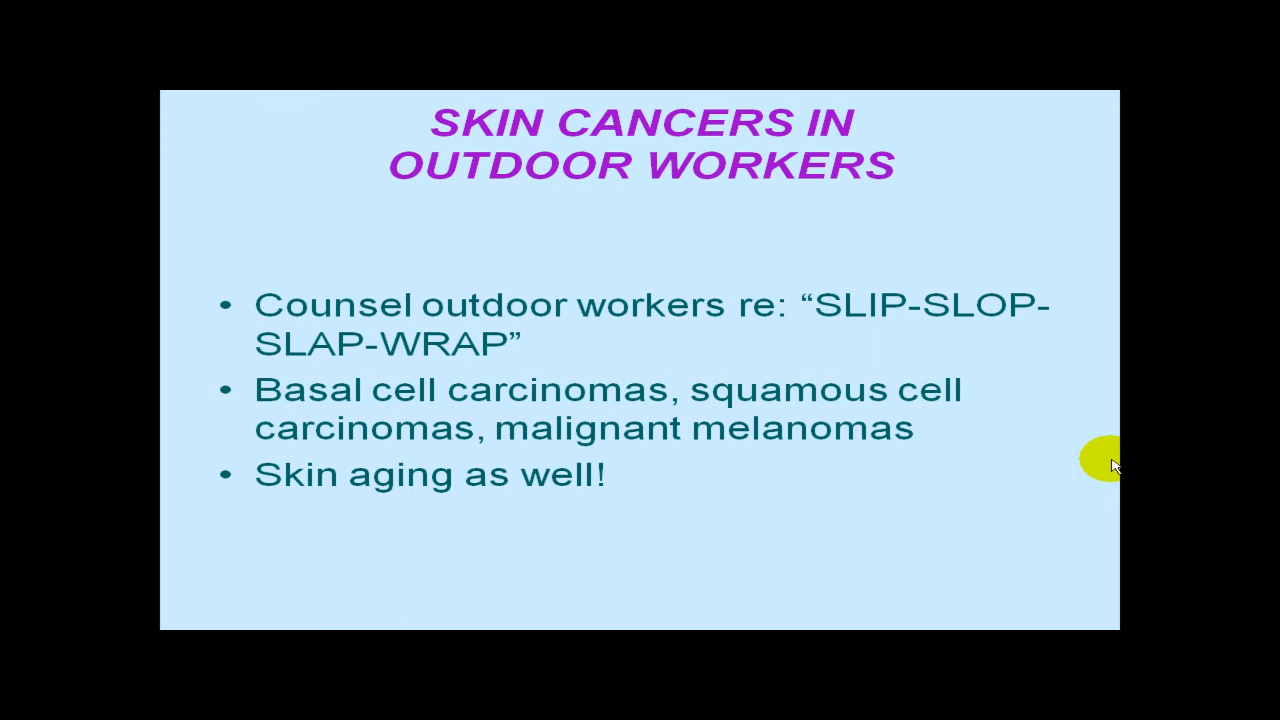 SKIN CANCERS IN
OUTDOOR WORKERS
• Counsel outdoor workers re: “SLIP-SLOP-
SLAP-WRAP”
• Basal cell carcinomas, squamous cell
carcinomas, malignant melanomas
• Skin aging as well!